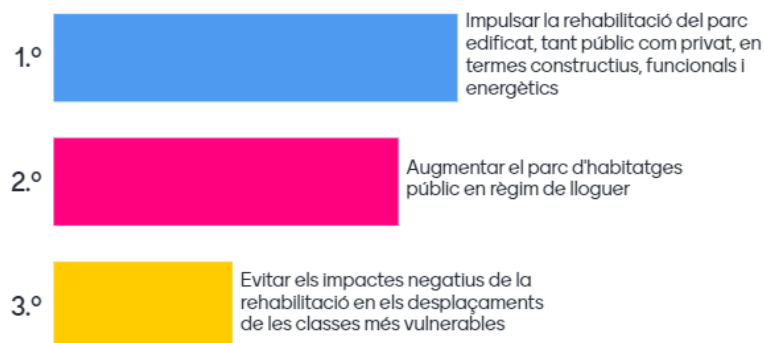 1.º
Impulsar la rehabilitació del parc
edificat, tant públic com privat, en
termes constructius, funcionals i
energètics
2.º
Augmentar el parc d'habitatges
públic en règim de lloguer
3.º
Evitar els impactes negatius de la
rehabilitació en els desplaçaments
de les classes més vulnerables